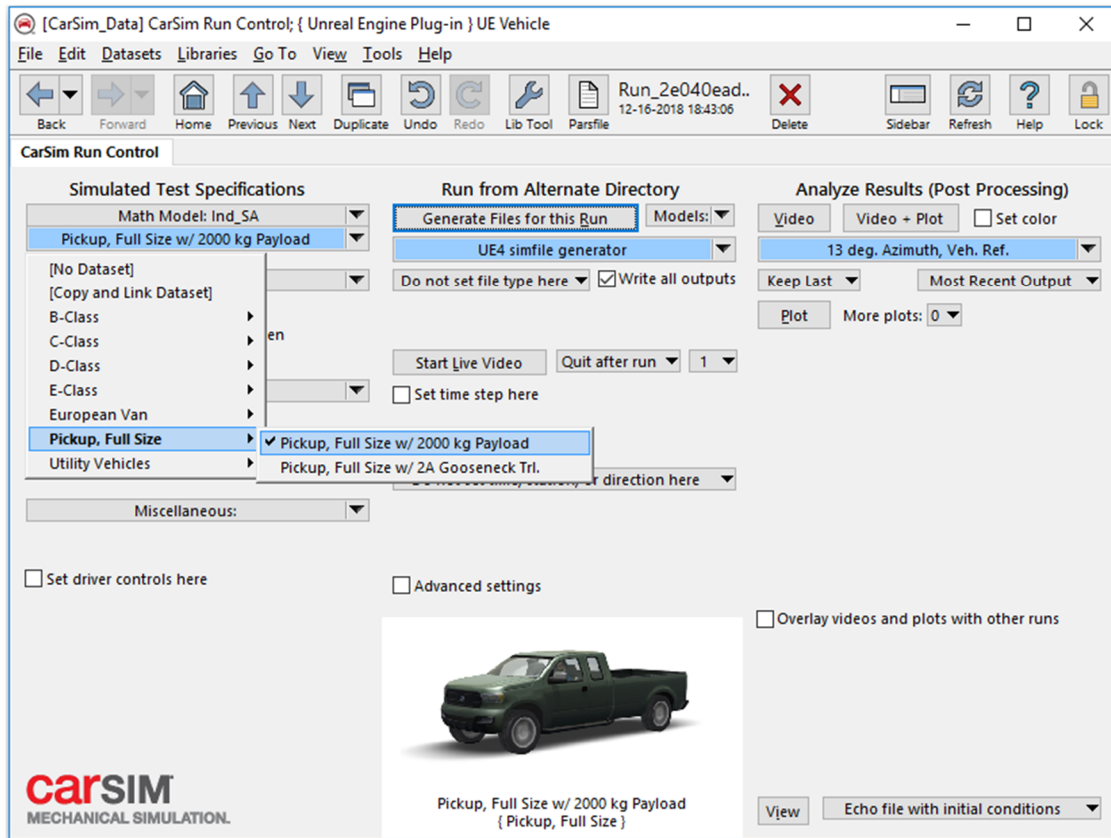 [CarSim_Data] CarSim Run Control; { Unreal Engine Plug-in } UE Vehicle
File Edit Datasets Libraries Go To View Tools Help
Run_2e040ead..
12-16-2018 18:43:06
Back Forward Home Previous Next Duplicate Undo Redo Lib Tool Parsfile Delete Sidebar Refresh Help Lock
CarSim Run Control
Simulated Test Specifications
Math Model: Ind_SA
Pickup, Full Size w/ 2000 kg Payload
[No Dataset]
[Copy and Link Dataset]
B-Class
C-Class
D-Class
E-Class
European Van
Pickup, Full Size
Utility Vehicles
Pickup, Full Size w/ 2000 kg Payload
Pickup, Full Size w/ 2A Gooseneck Trl.
Miscellaneous:
Set driver controls here
Run from Alternate Directory
Generate Files for this Run Models:
UE4 simfile generator
Do not set file type here Write all outputs
Start Live Video Quit after run 1
Set time step here
direction here
Advanced settings
Pickup, Full Size w/ 2000 kg Payload
{ Pickup, Full Size }
Analyze Results (Post Processing)
Video Video + Plot Set color
13 deg. Azimuth, Veh. Ref.
Keep Last Most Recent Output
Plot More plots: 0
Overlay videos and plots with other runs
View Echo file with initial conditions
carSIM
MECHANICAL SIMULATION.